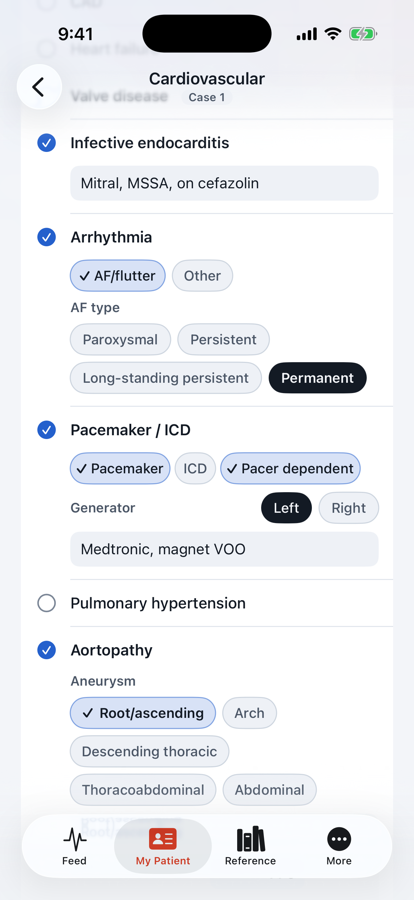 9:41
Cardiovascular
Case 1
Valve disease
Infective endocarditis
Mitral, MSSA, on cefazolin
Arrhythmia
AF/flutter Other
AF type
Paroxysmal Persistent
Long-standing persistent Permanent
Pacemaker / ICD
Pacemaker ICD Pacer dependent
Generator Left Right
Medtronic, magnet VOO
Pulmonary hypertension
Aortopathy
Aneurysm
Root/ascending Arch
Descending thoracic
Thoracoabdominal Abdominal
Feed My Patient Reference More